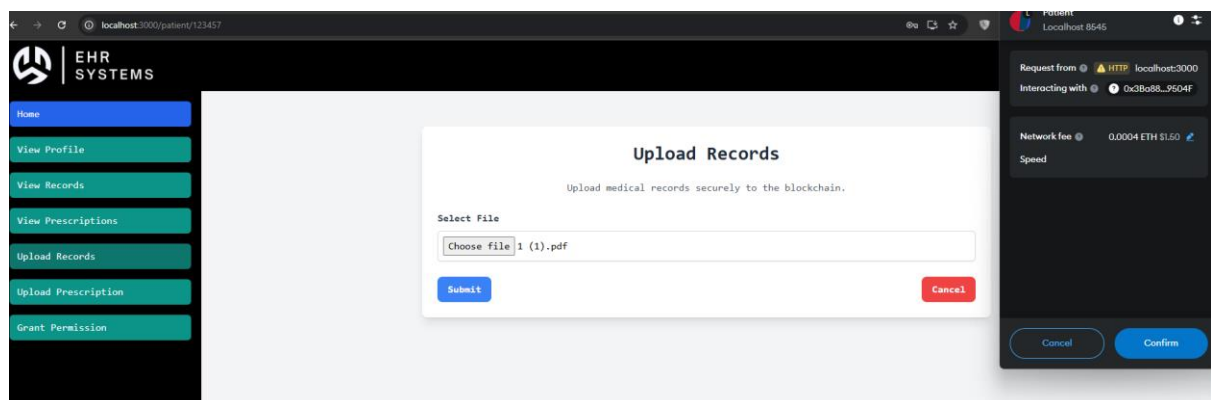 localhost:3000/patient/123457
EHR
SYSTEMS
Home
View Profile
View Records
View Prescriptions
Upload Records
Upload Prescription
Grant Permission
Upload Records
Upload medical records securely to the blockchain.
Select File
Choose file 1 (1).pdf
Submit
Cancel
L
Patient
Localhost 8545
Request from HTTP localhost:3000
Interacting with 0x3Ba88...9504F
Network fee 0.0004 ETH $1.50
Speed
Cancel
Confirm